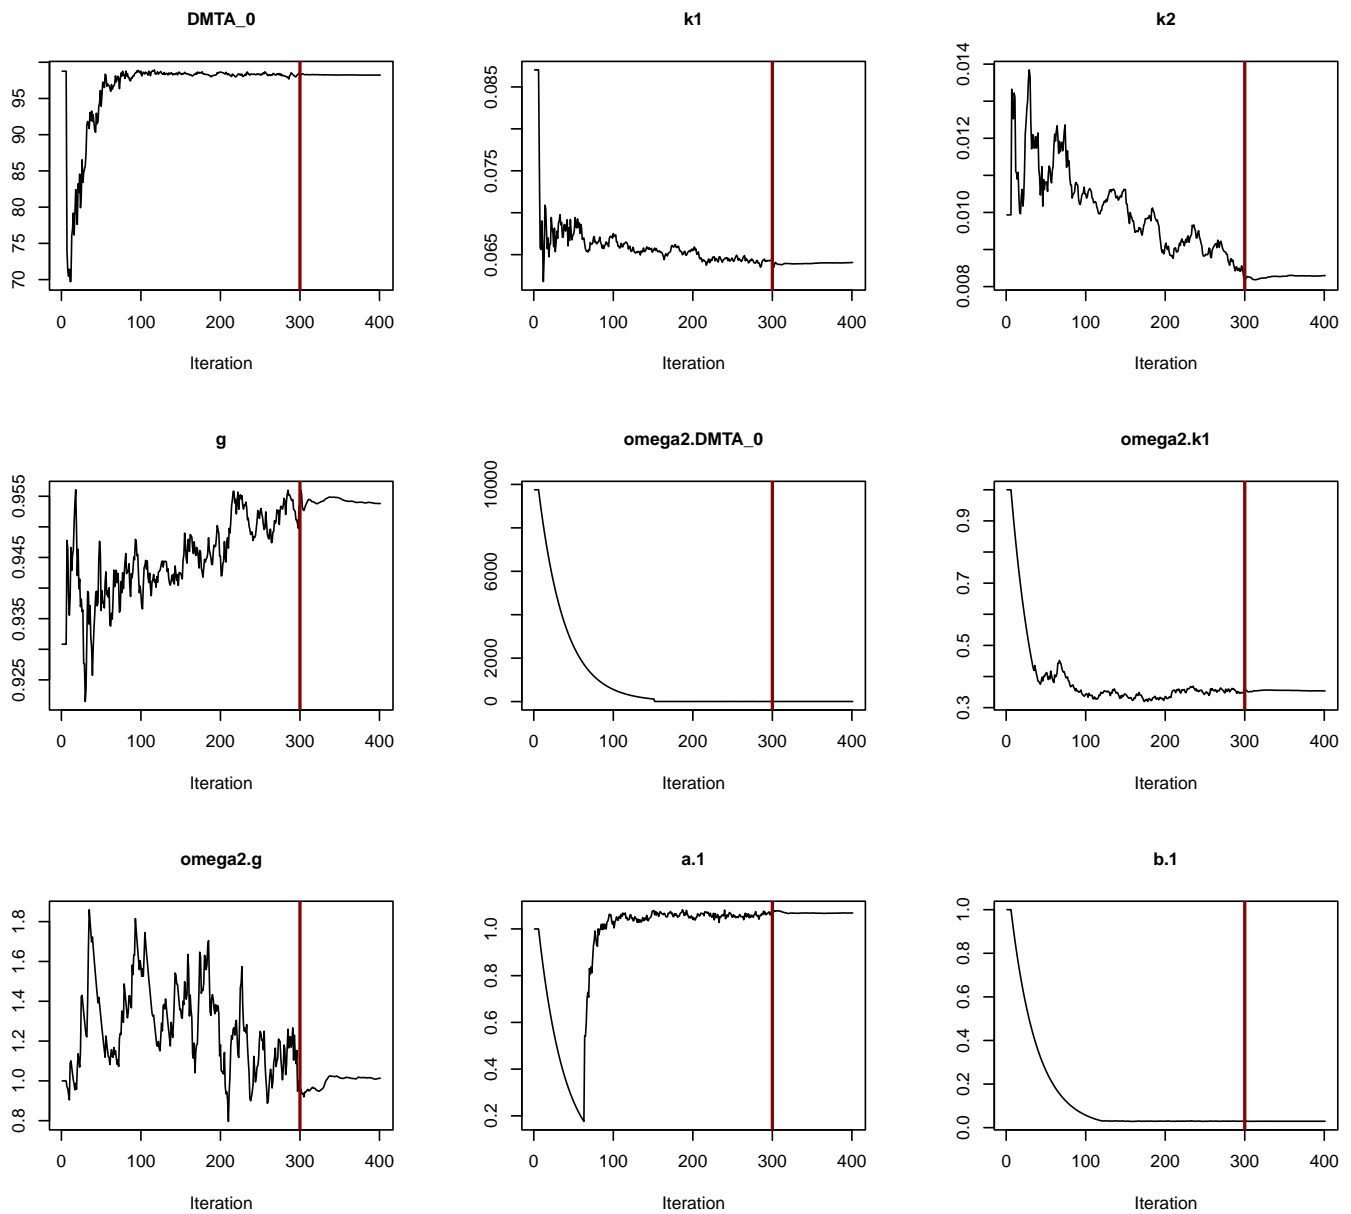 DMTA_0 k1 k2
95 90 85 80 75 70
0.085 0.075 0.065
0.014 0.012 0.010 0.008
0 100 200 300 400 0 100 200 300 400 0 100 200 300 400
Iteration Iteration Iteration
g omega2.DMTA_0 omega2.k1
0.955 0.945 0.935 0.925
10000 6000 2000 0
0.9 0.7 0.5 0.3
0 100 200 300 400 0 100 200 300 400 0 100 200 300 400
Iteration Iteration Iteration
omega2.g a.1 b.1
1.8 1.6 1.4 1.2 1.0 0.8
1.0 0.8 0.6 0.4 0.2
1.0 0.8 0.6 0.4 0.2 0.0
0 100 200 300 400 0 100 200 300 400 0 100 200 300 400
Iteration Iteration Iteration